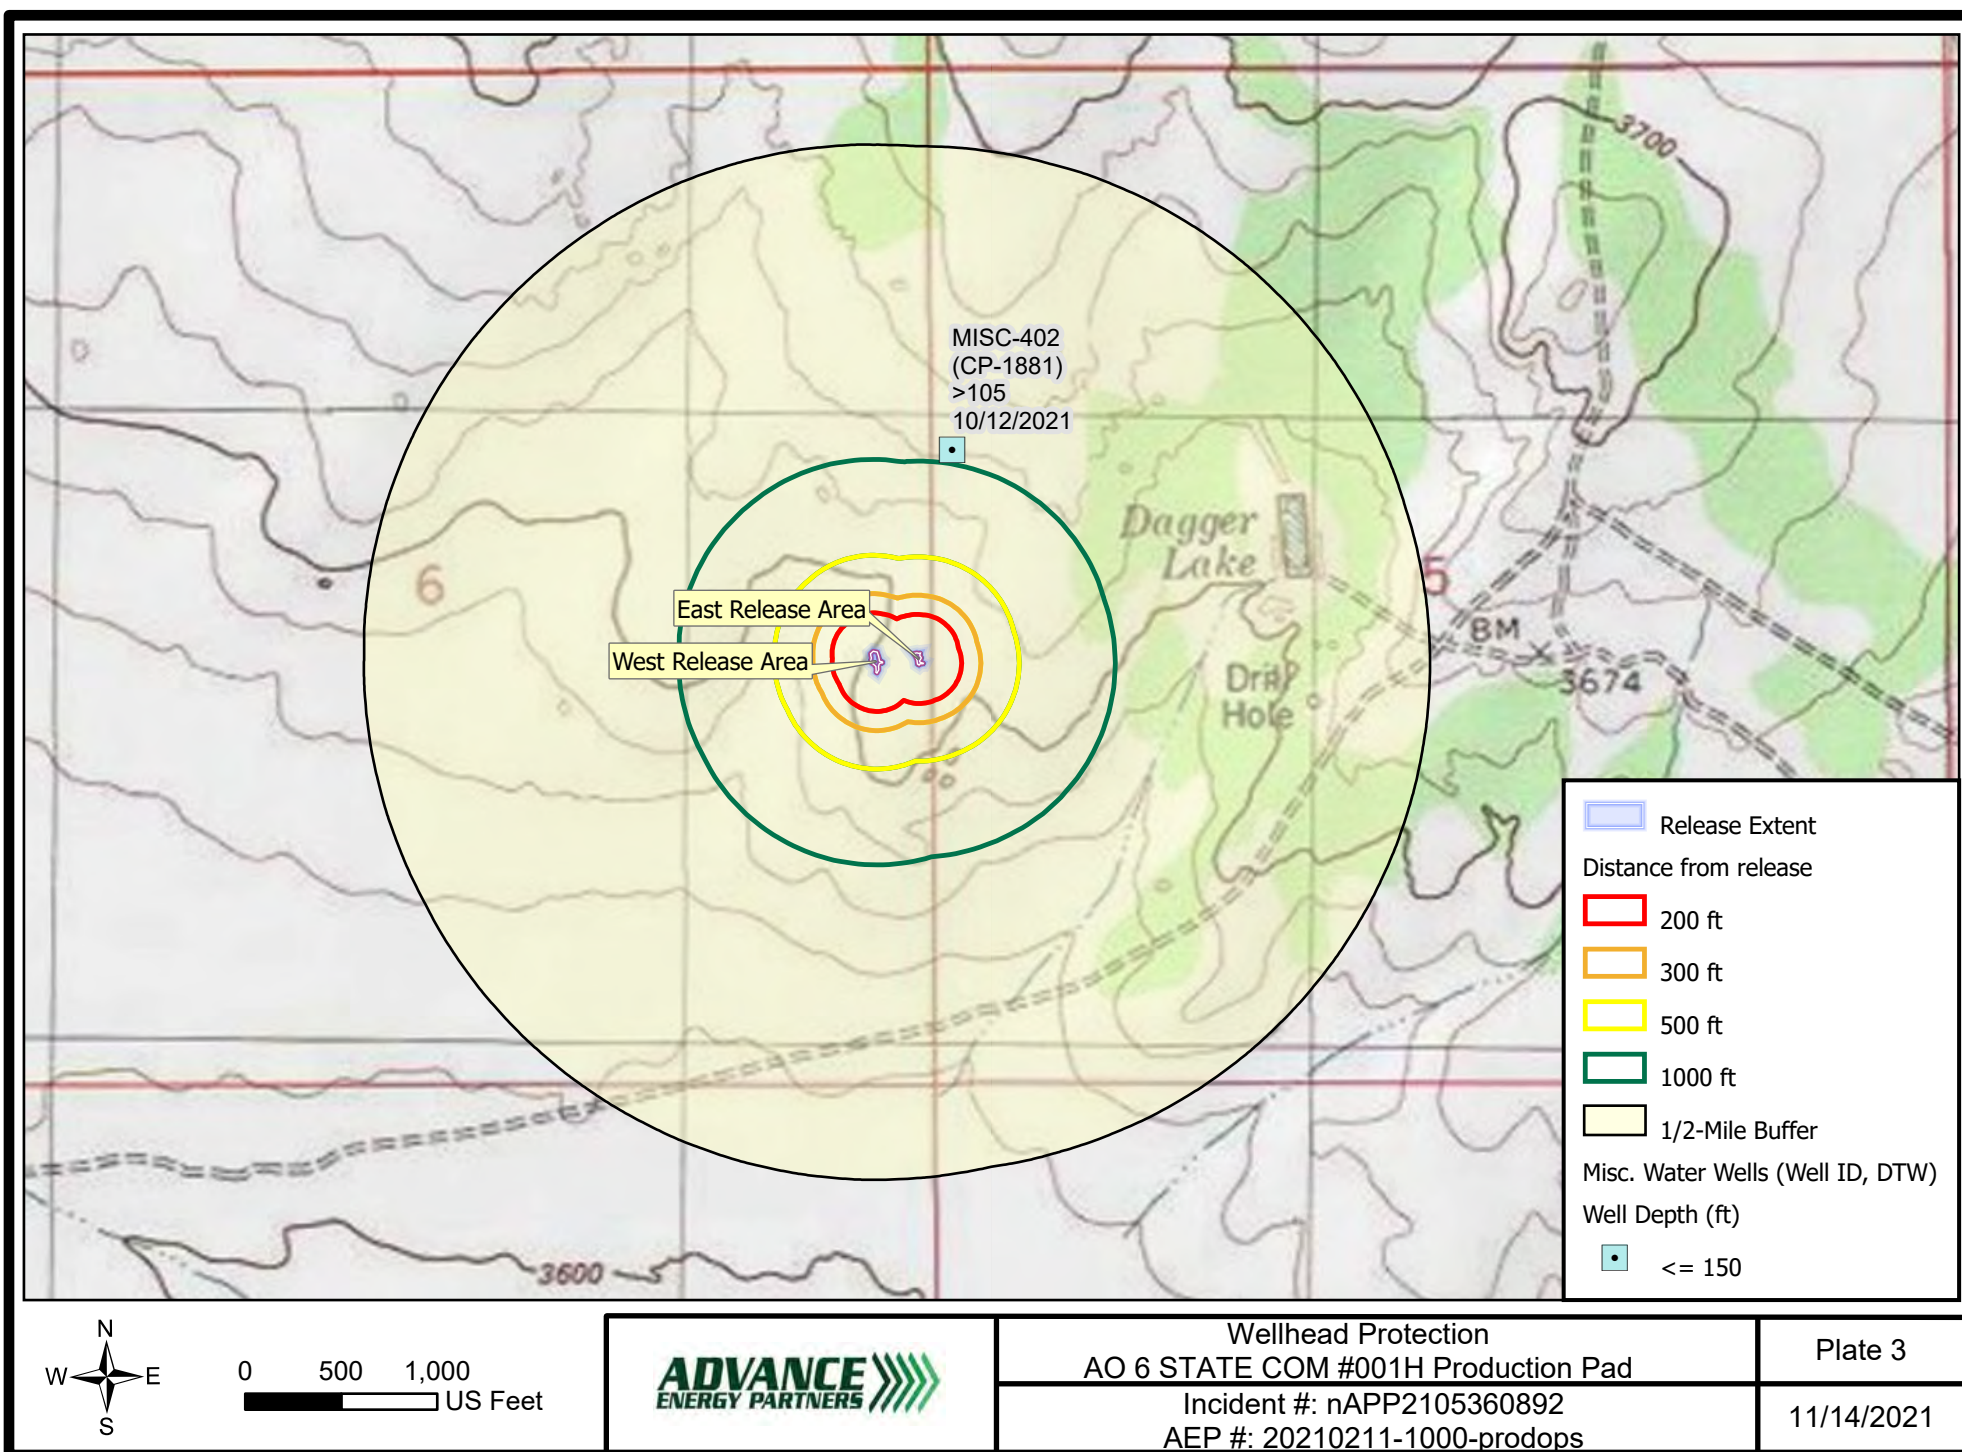 3700
MISC-402
(CP-1881)
>105
10/12/2021
Dagger
Lake
6
5
East Release Area
West Release Area
BM
3674
Drill
Hole
3600
Release Extent
Distance from release
200 ft
300 ft
500 ft
1000 ft
1/2-Mile Buffer
Misc. Water Wells (Well ID, DTW)
Well Depth (ft)
<= 150
N
W
E
S
0 500 1,000
US Feet
ADVANCE
ENERGY PARTNERS
Wellhead Protection
AO 6 STATE COM #001H Production Pad
Incident #: nAPP2105360892
AEP #: 20210211-1000-prodops
Plate 3
11/14/2021